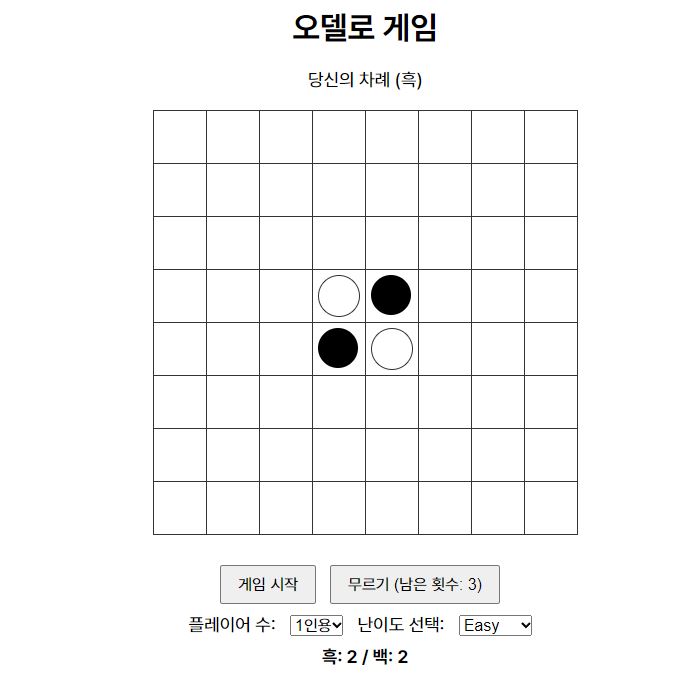 오델로 게임
당신의 차례 (흑)
게임 시작 무르기 (남은 횟수: 3)
플레이어 수: 1인용 난이도 선택: Easy
흑: 2 / 백: 2